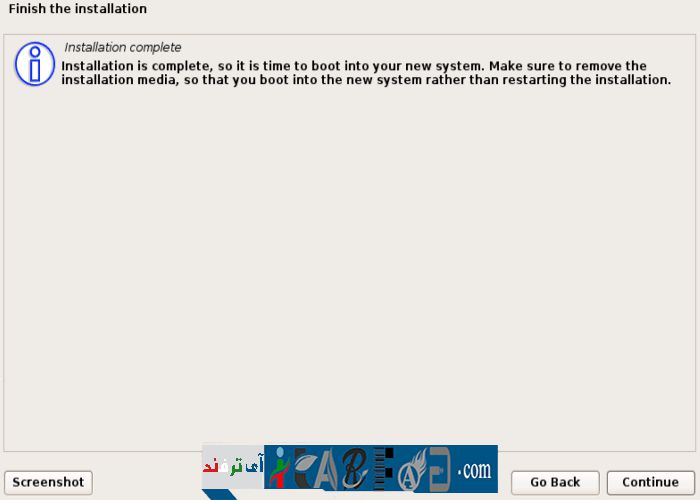 Finish the installation
Installation complete
Installation is complete, so it is time to boot into your new system. Make sure to remove the
installation media, so that you boot into the new system rather than restarting the installation.
آی ترفند
.com
Screenshot
Go Back
Continue